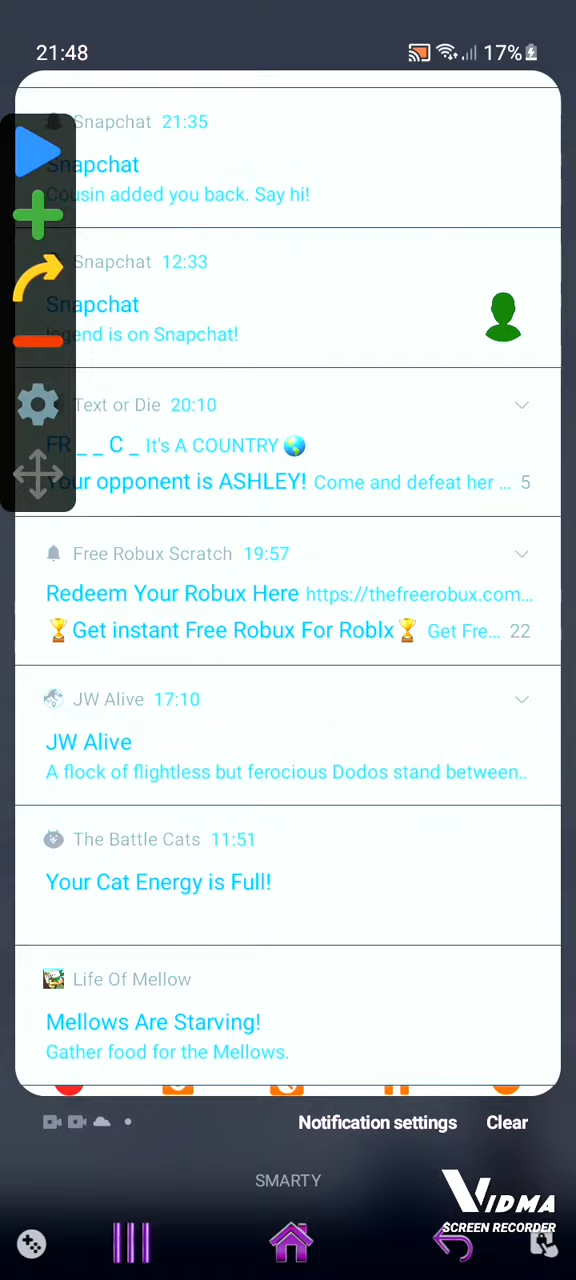 21:48
17%
Snapchat 21:35
Snapchat
Cousin added you back. Say hi!
Snapchat 12:33
Snapchat
legend is on Snapchat!
Text or Die 20:10
FR _ _ C _ It's A COUNTRY 🌏
Your opponent is ASHLEY! Come and defeat her ... 5
Free Robux Scratch 19:57
Redeem Your Robux Here https://thefreerobux.com...
🏆Get instant Free Robux For Roblx🏆 Get Fre... 22
JW Alive 17:10
JW Alive
A flock of flightless but ferocious Dodos stand between..
The Battle Cats 11:51
Your Cat Energy is Full!
Life Of Mellow
Mellows Are Starving!
Gather food for the Mellows.
Notification settings Clear
SMARTY
VIDMA
SCREEN RECORDER